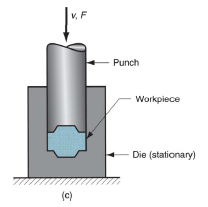 v, F
Punch
Workpiece
Die (stationary)
(c)